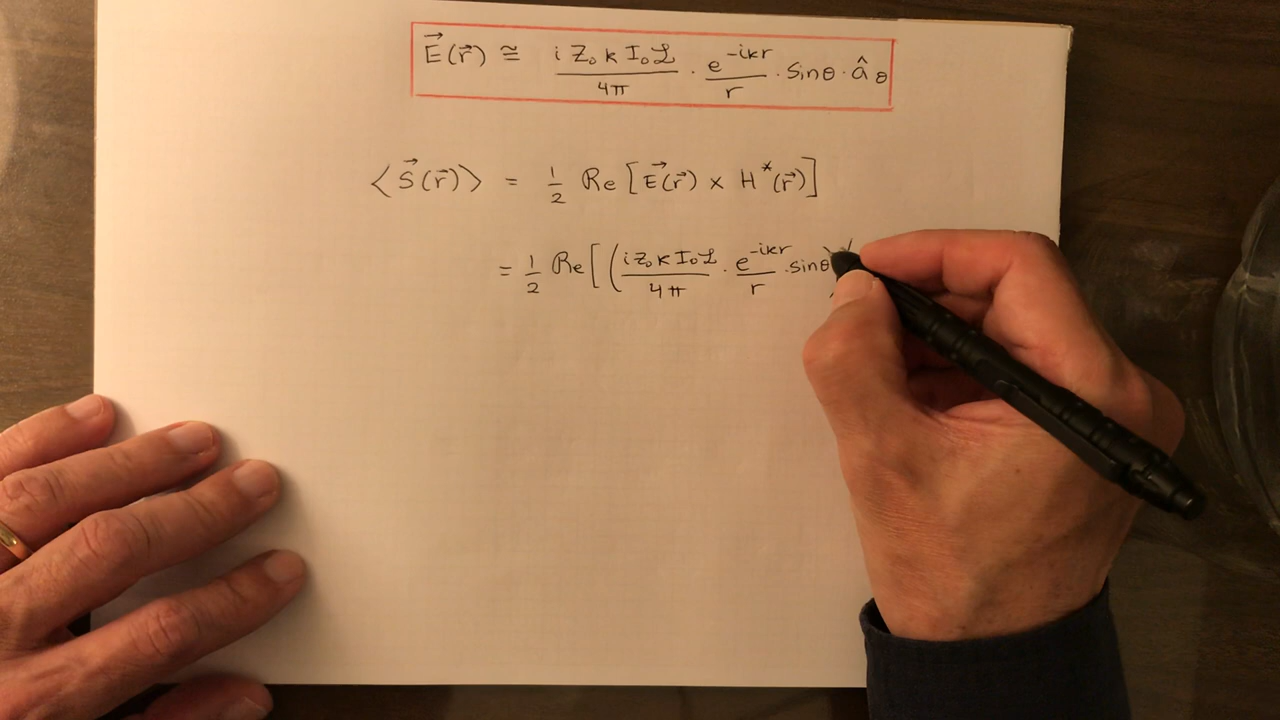 E⃗(r⃗) ≅ i Z₀ k I₀ ℒ / 4π · e^(-ikr) / r · sinθ · â_θ
⟨S⃗(r⃗)⟩ = 1/2 Re[E⃗(r⃗) × H*(r⃗)]
= 1/2 Re[(i Z₀ k I₀ ℒ / 4π · e^(-ikr) / r · sinθ)